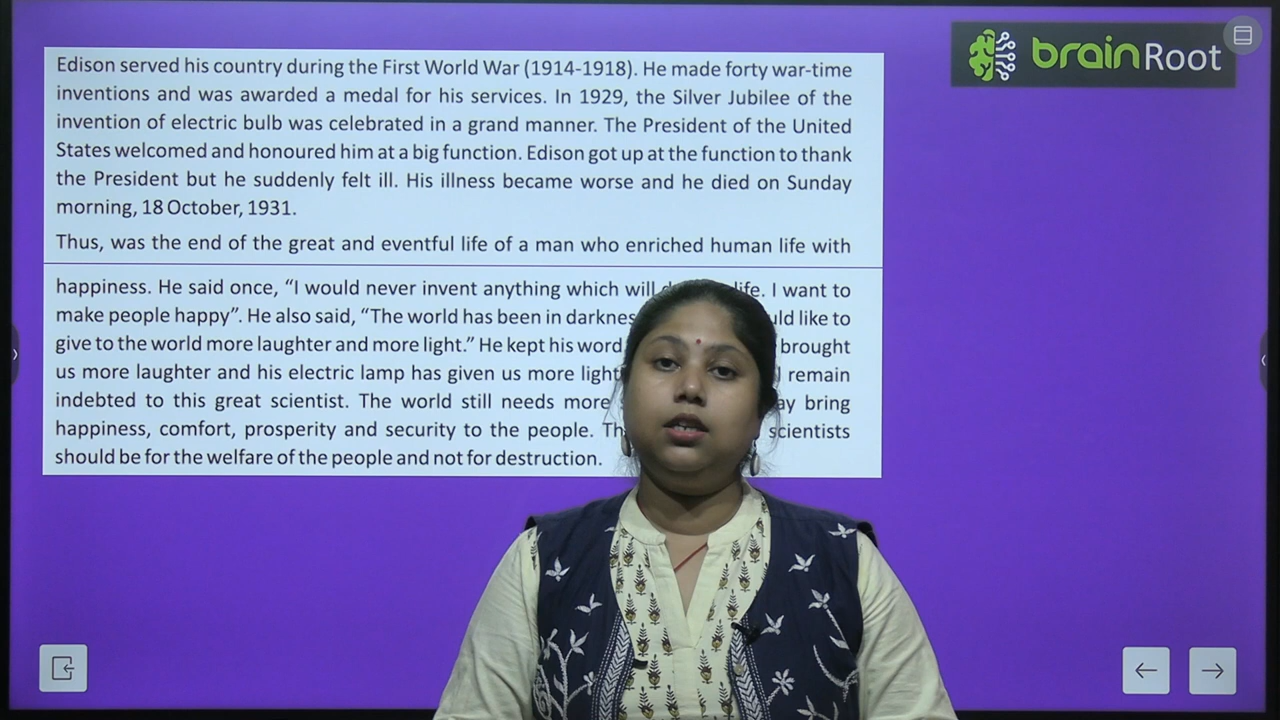 brainRoot
Edison served his country during the First World War (1914-1918). He made forty war-time
inventions and was awarded a medal for his services. In 1929, the Silver Jubilee of the
invention of electric bulb was celebrated in a grand manner. The President of the United
States welcomed and honoured him at a big function. Edison got up at the function to thank
the President but he suddenly felt ill. His illness became worse and he died on Sunday
morning, 18 October, 1931.
Thus, was the end of the great and eventful life of a man who enriched human life with
happiness. He said once, “I would never invent anything which will life. I want to
make people happy”. He also said, “The world has been in like to
give to the world more laughter and more light.” He kept his word brought
us more laughter and his electric lamp has given us more light remain
indebted to this great scientist. The world still needs more bring
happiness, comfort, prosperity and security to the people. scientists
should be for the welfare of the people and not for destruction.